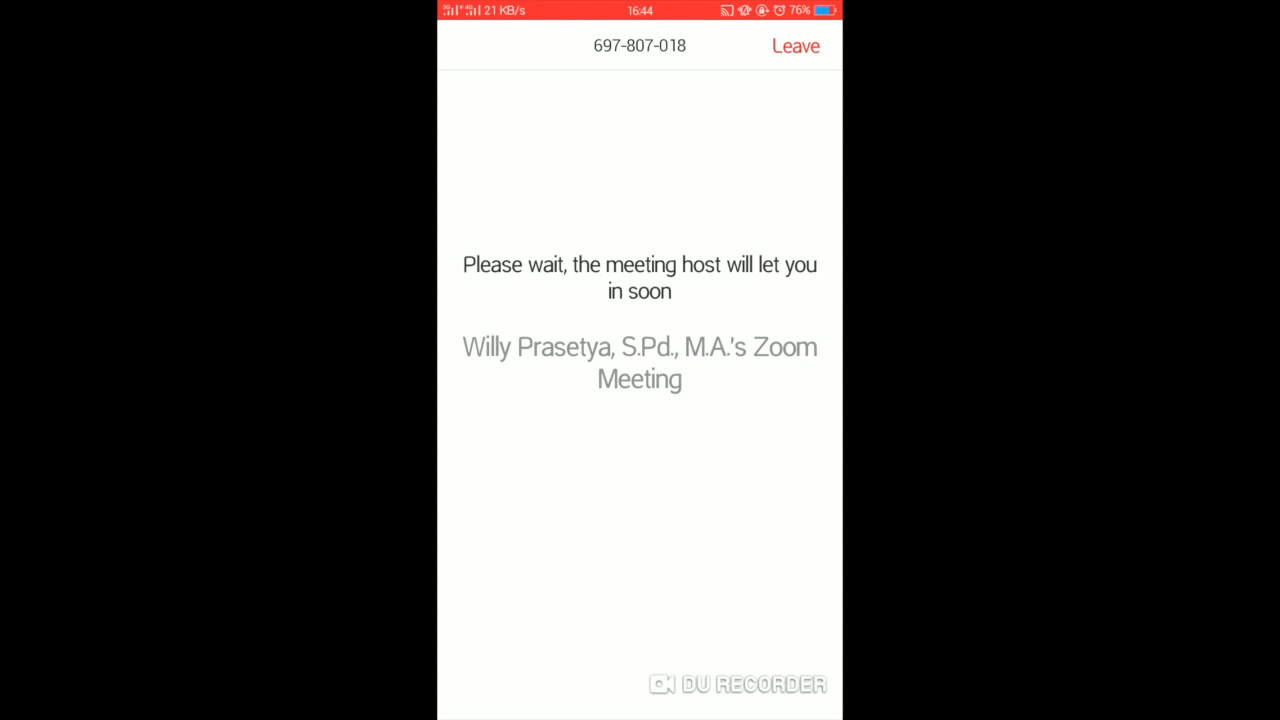 21 KB/s 16:44 76%
697-807-018 Leave
Please wait, the meeting host will let you
in soon
Willy Prasetya, S.Pd., M.A.'s Zoom
Meeting
DU RECORDER